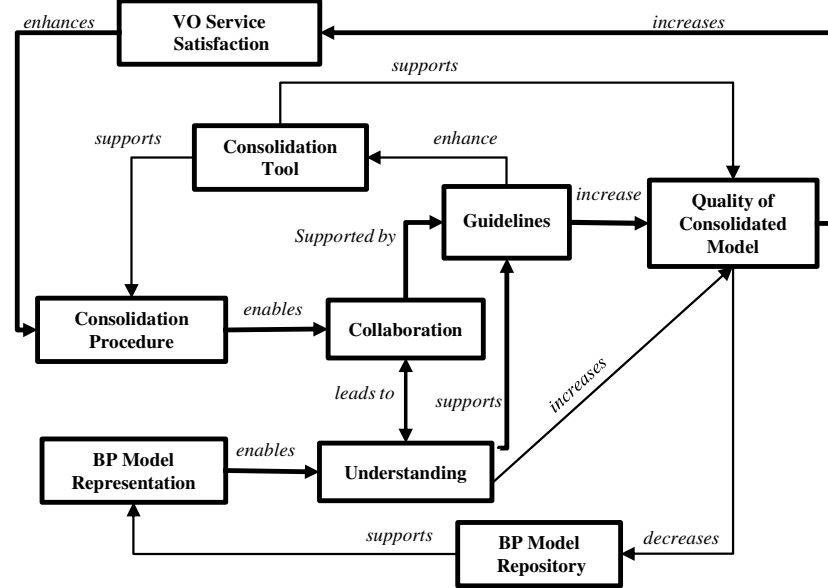 enhances
VO Service
Satisfaction
increases
supports
supports
Consolidation
Tool
enhance
Guidelines
increase
Quality of
Consolidated
Model
Supported by
Consolidation
Procedure
enables
Collaboration
leads to
supports
increases
BP Model
Representation
enables
Understanding
supports
BP Model
Repository
decreases